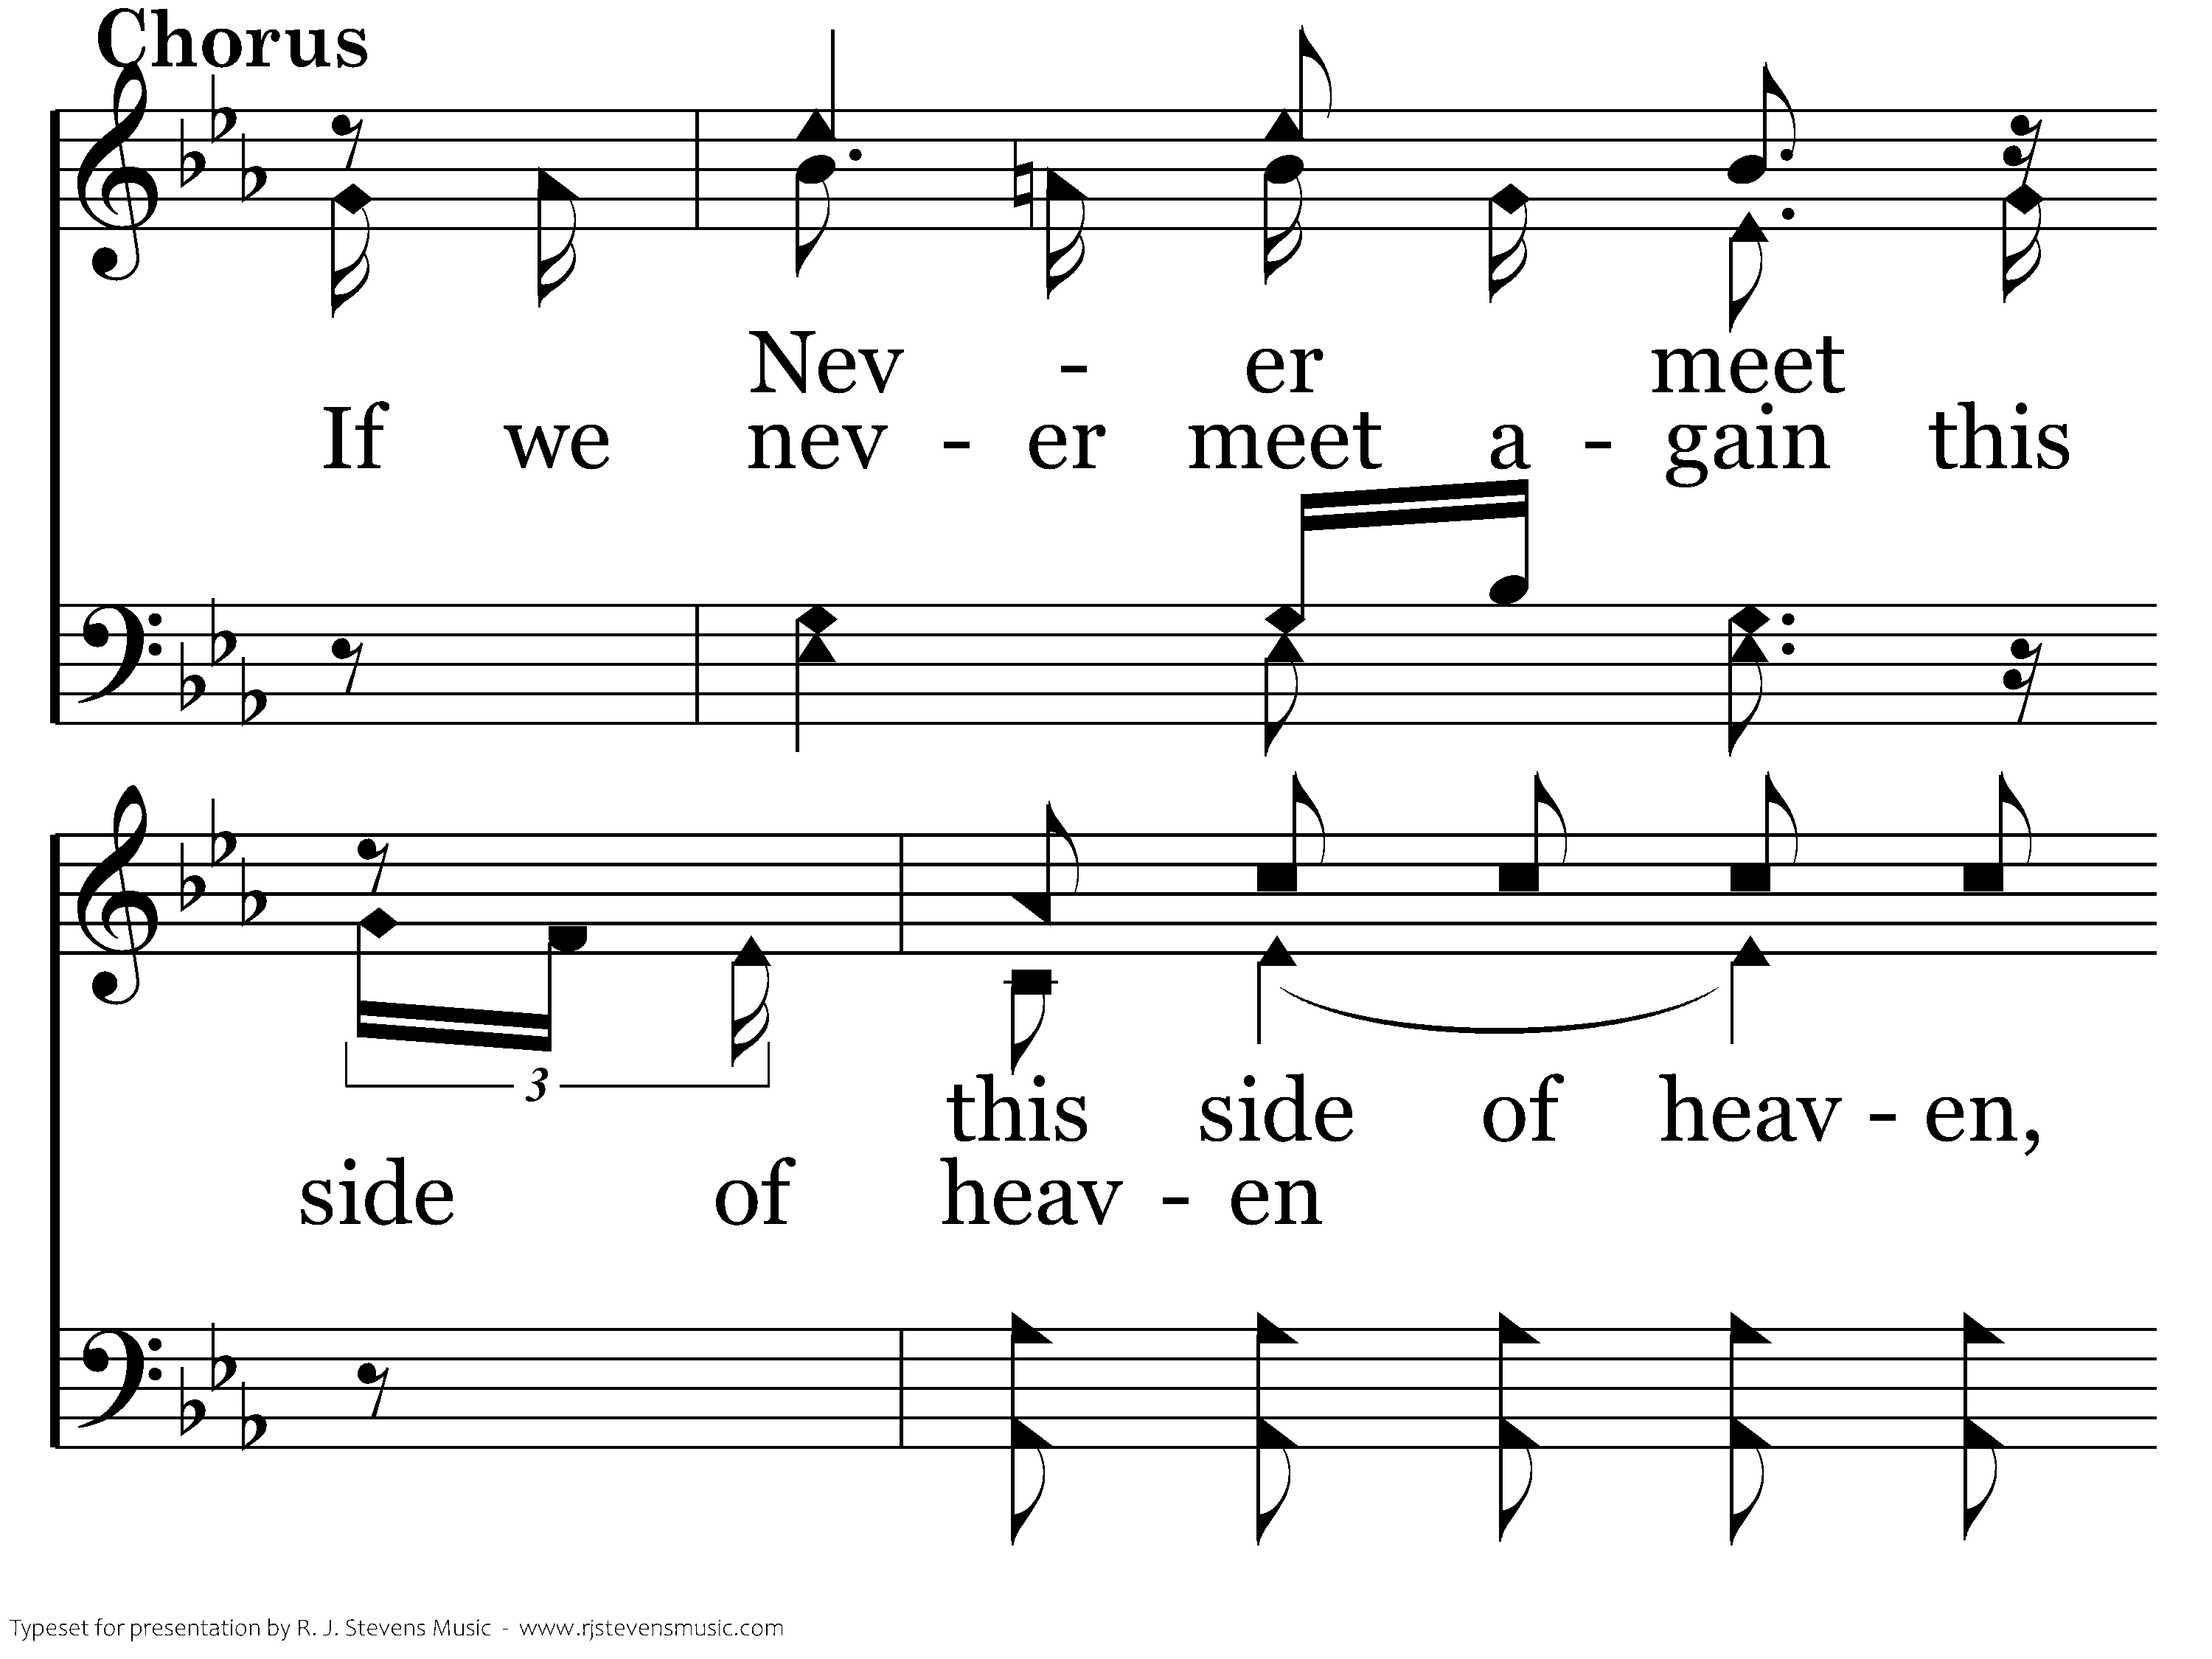 Chorus
Nev - er meet
If we nev - er meet a - gain this
3
this side of heav - en,
side of heav - en
Typeset for presentation by R. J. Stevens Music - www.rjstevensmusic.com